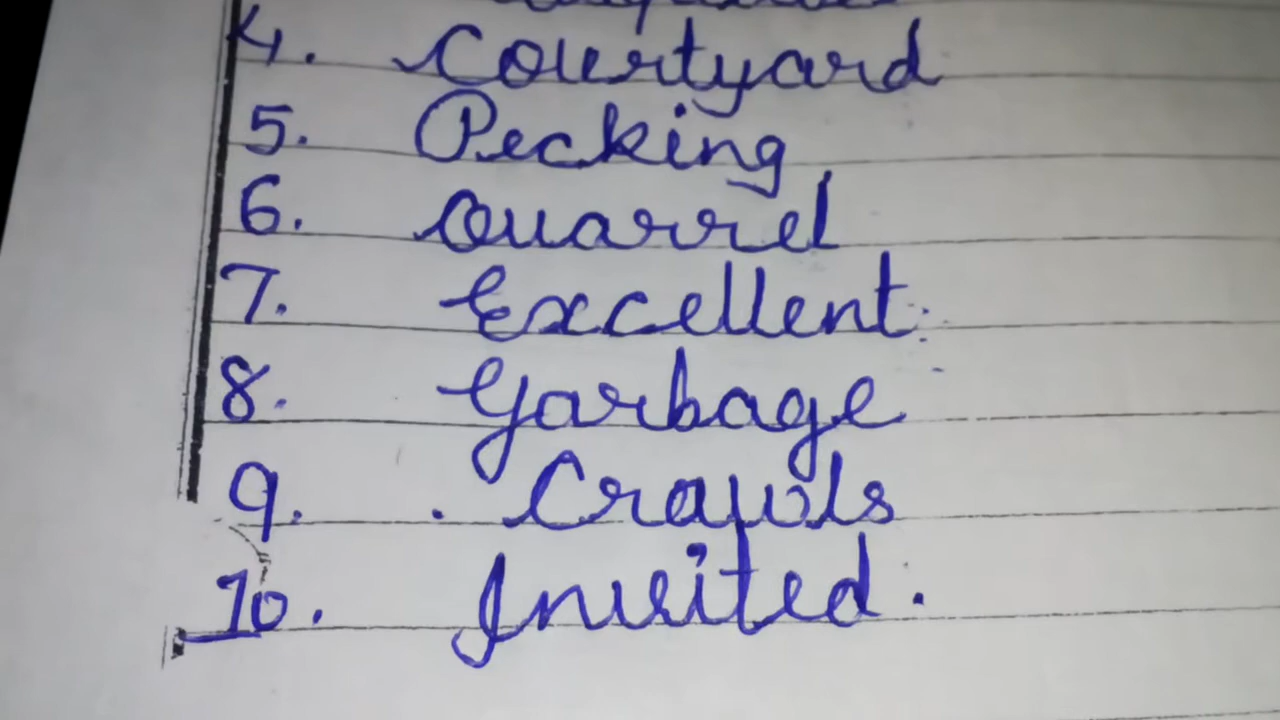 4. Courtyard
5. Pecking
6. Quarrel
7. Excellent
8. Garbage
9. Crawls
10. Invited.